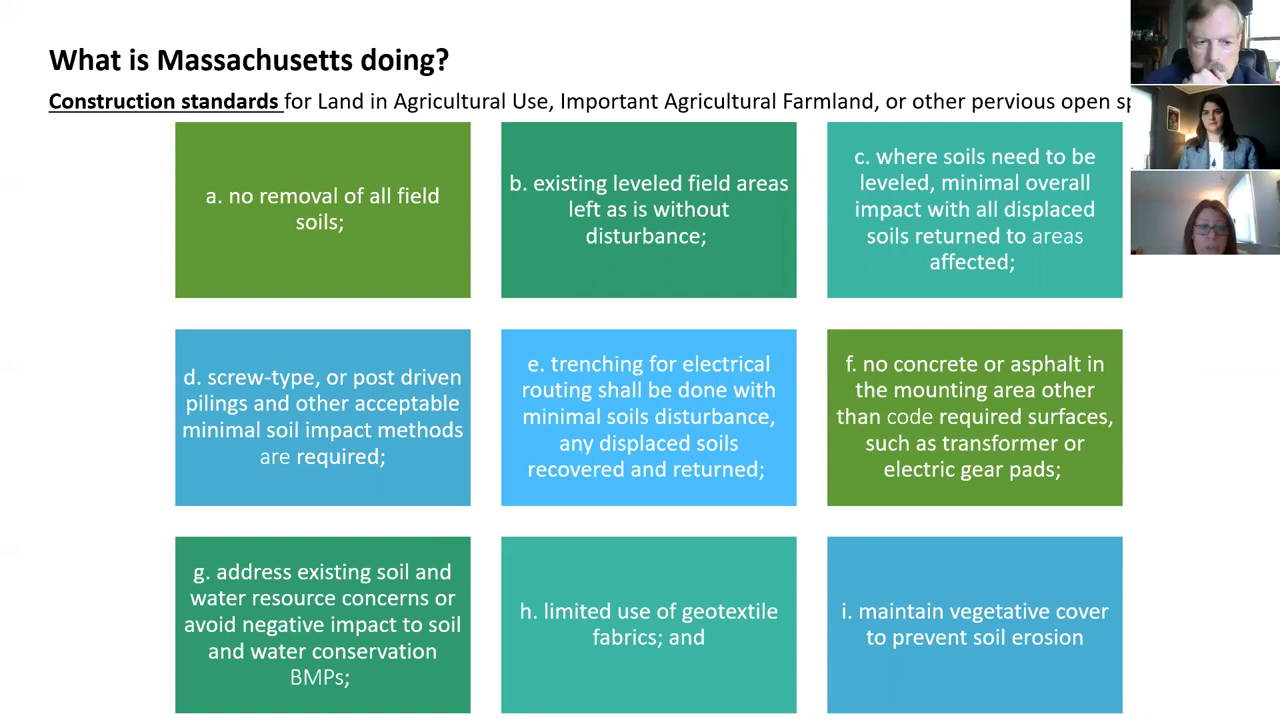 What is Massachusetts doing?
Construction standards for Land in Agricultural Use, Important Agricultural Farmland, or other pervious open
a. no removal of all field
soils;
b. existing leveled field areas
left as is without
disturbance;
c. where soils need to be
leveled, minimal overall
impact with all displaced
soils returned to areas
affected;
d. screw-type, or post driven
pilings and other acceptable
minimal soil impact methods
are required;
e. trenching for electrical
routing shall be done with
minimal soils disturbance,
any displaced soils
recovered and returned;
f. no concrete or asphalt in
the mounting area other
than code required surfaces,
such as transformer or
electric gear pads;
g. address existing soil and
water resource concerns or
avoid negative impact to soil
and water conservation
BMPs;
h. limited use of geotextile
fabrics; and
i. maintain vegetative cover
to prevent soil erosion